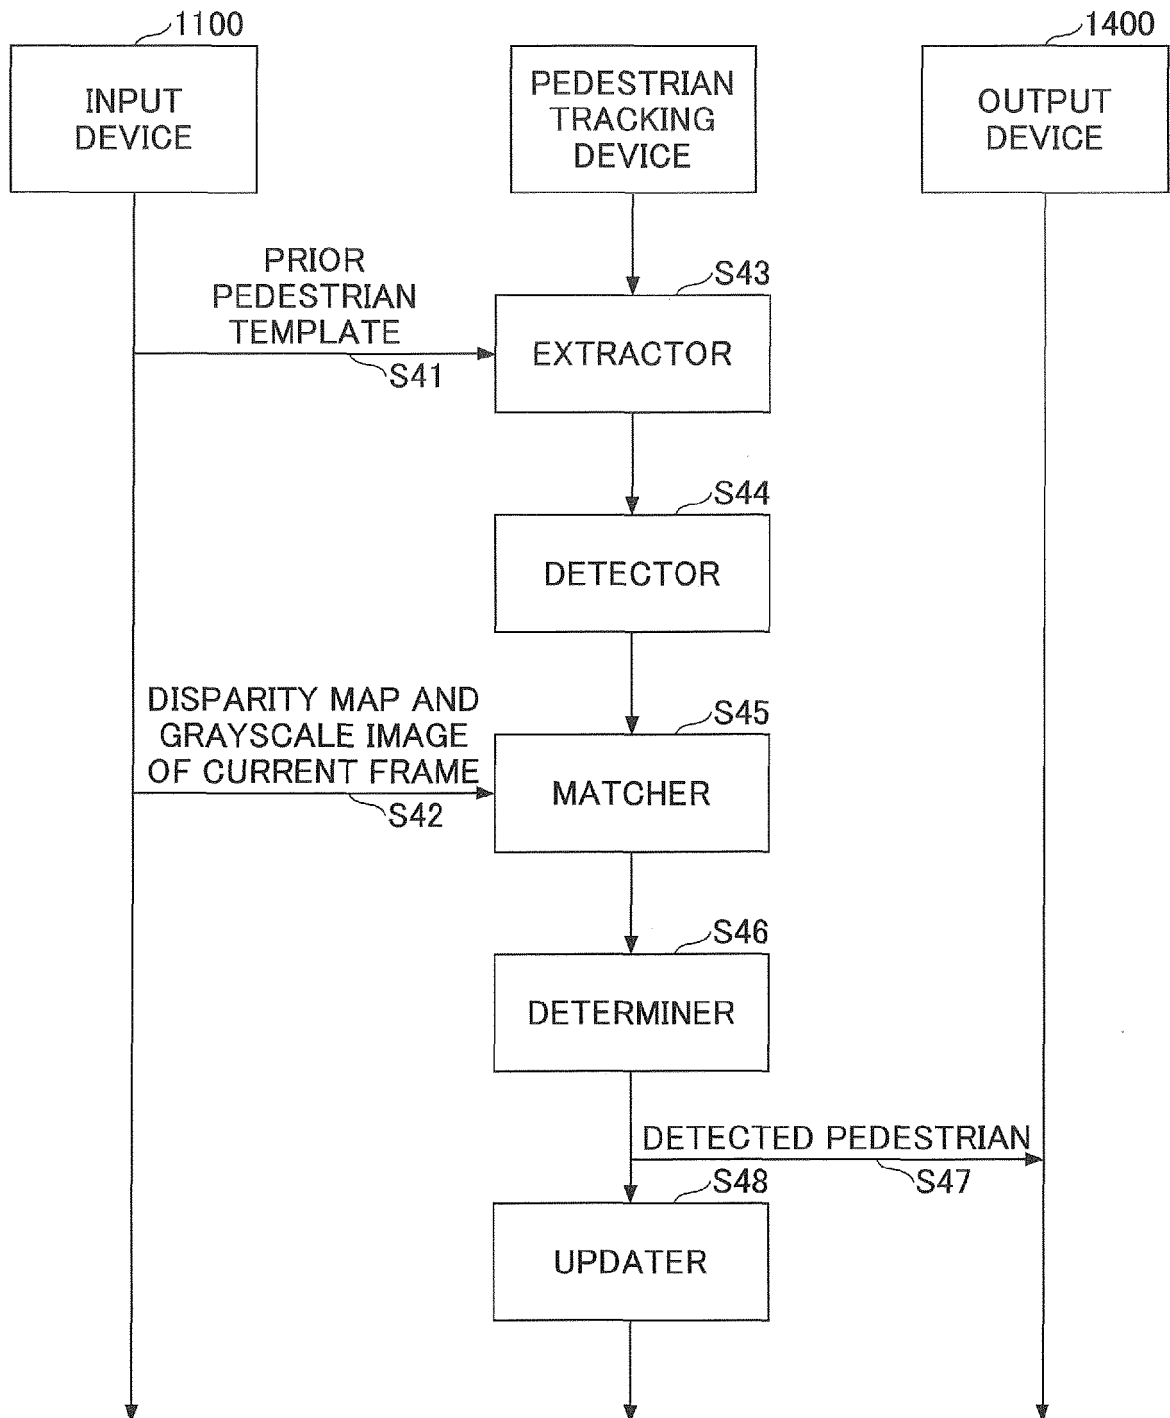 1100
INPUT
DEVICE
PEDESTRIAN
TRACKING
DEVICE
1400
OUTPUT
DEVICE
PRIOR
PEDESTRIAN
TEMPLATE
S41
S43
EXTRACTOR
S44
DETECTOR
DISPARITY MAP AND
GRAYSCALE IMAGE
OF CURRENT FRAME
S42
S45
MATCHER
S46
DETERMINER
DETECTED PEDESTRIAN
S47
S48
UPDATER